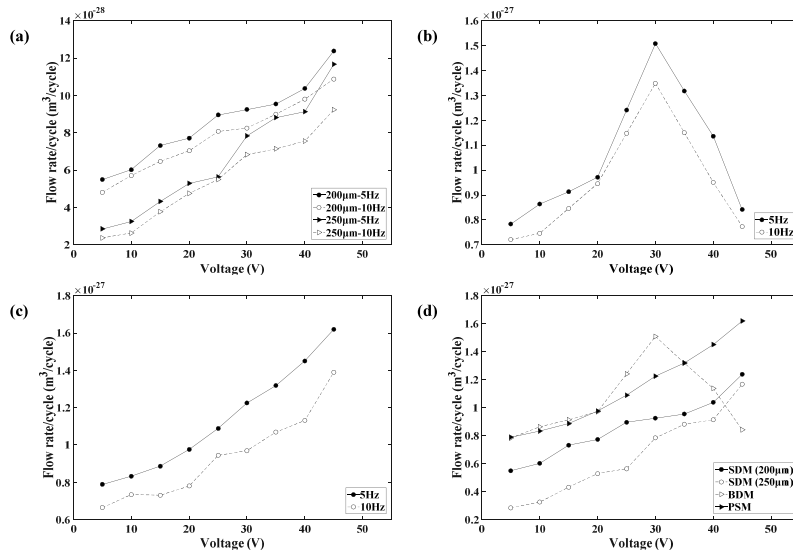 (a)
×10⁻²⁸
14
12
10
8
6
4
2
0 10 20 30 40 50
Voltage (V)
Flow rate/cycle (m³/cycle)
200μm-5Hz
200μm-10Hz
250μm-5Hz
250μm-10Hz
(b)
×10⁻²⁷
1.6
1.5
1.4
1.3
1.2
1.1
1
0.9
0.8
0.7
0 10 20 30 40 50
Voltage (V)
Flow rate/cycle (m³/cycle)
5Hz
10Hz
(c)
×10⁻²⁷
1.8
1.6
1.4
1.2
1
0.8
0.6
0 10 20 30 40 50
Voltage (V)
Flow rate/cycle (m³/cycle)
5Hz
10Hz
(d)
×10⁻²⁷
1.8
1.6
1.4
1.2
1
0.8
0.6
0.4
0.2
0 10 20 30 40 50
Voltage (V)
Flow rate/cycle (m³/cycle)
SDM (200μm)
SDM (250μm)
BDM
PSM